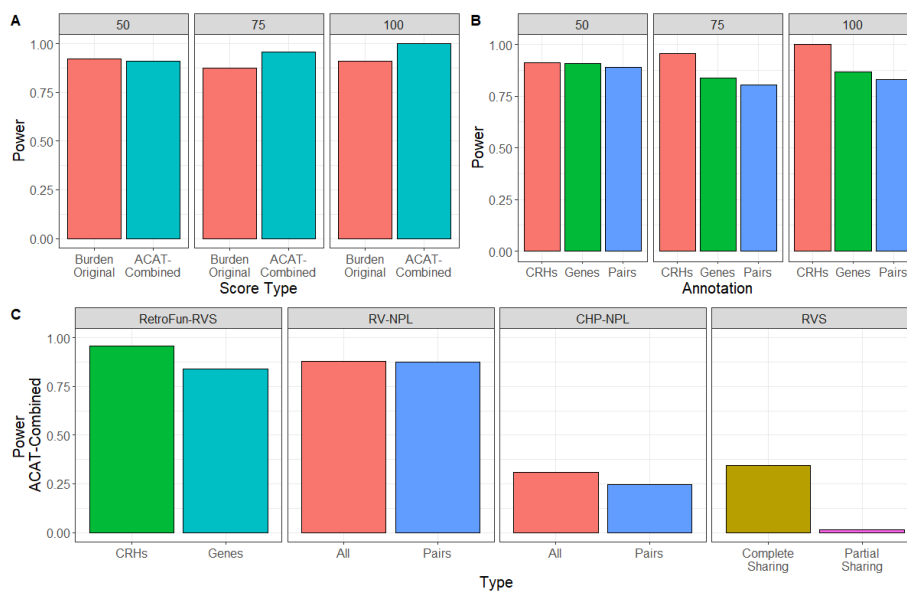 A
50
75
100
1.00
0.75
0.50
0.25
0.00
Power
Burden
Original
ACAT-
Combined
Burden
Original
ACAT-
Combined
Burden
Original
ACAT-
Combined
Score Type
B
50
75
100
1.00
0.75
0.50
0.25
0.00
Power
CRHs Genes Pairs
CRHs Genes Pairs
CRHs Genes Pairs
Annotation
C
RetroFun-RVS
RV-NPL
CHP-NPL
RVS
1.00
0.75
0.50
0.25
0.00
Power
ACAT-Combined
CRHs
Genes
All
Pairs
All
Pairs
Complete
Sharing
Partial
Sharing
Type